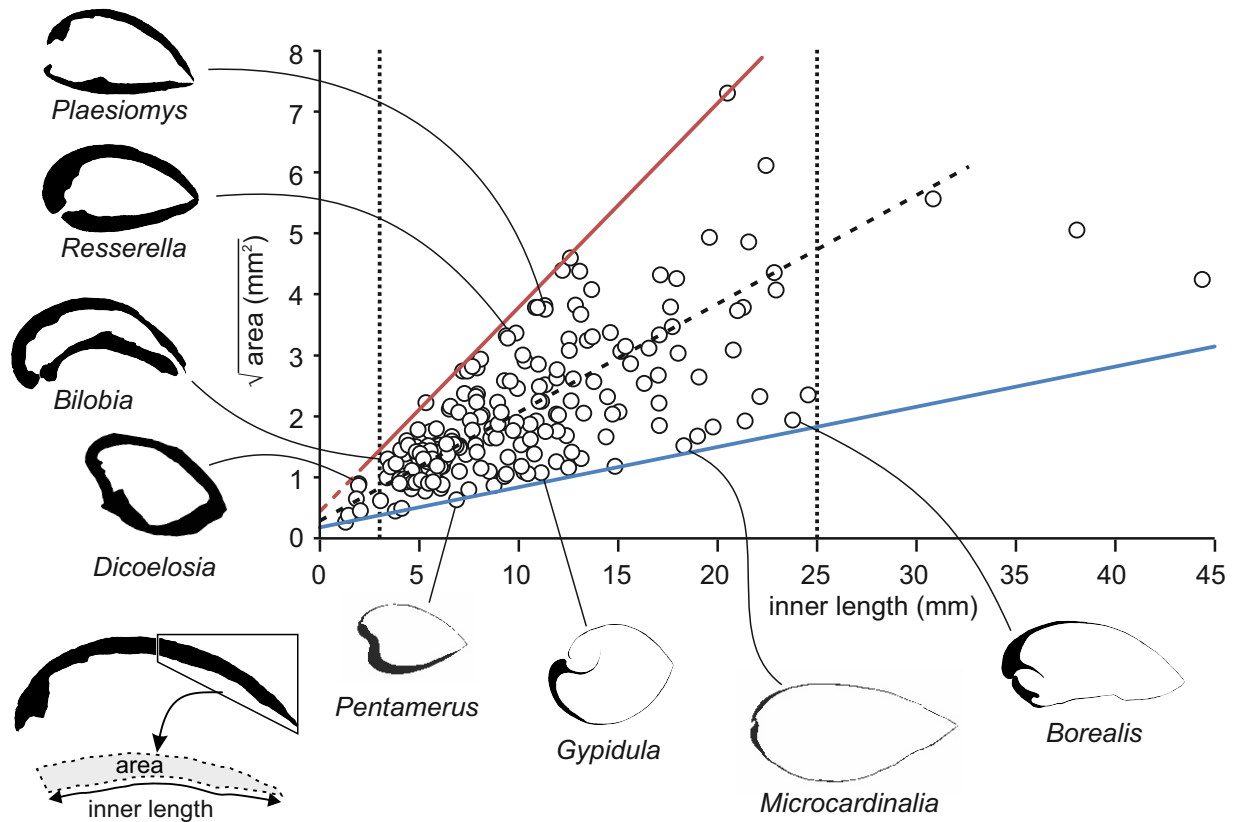 Plaesiomys
Resserella
Bilobia
Dicoelosia
area
inner length
√area (mm²)
8
7
6
5
4
3
2
1
0
0 5 10 15 20 25 30 35 40 45
inner length (mm)
Pentamerus
Gypidula
Microcardinalia
Borealis